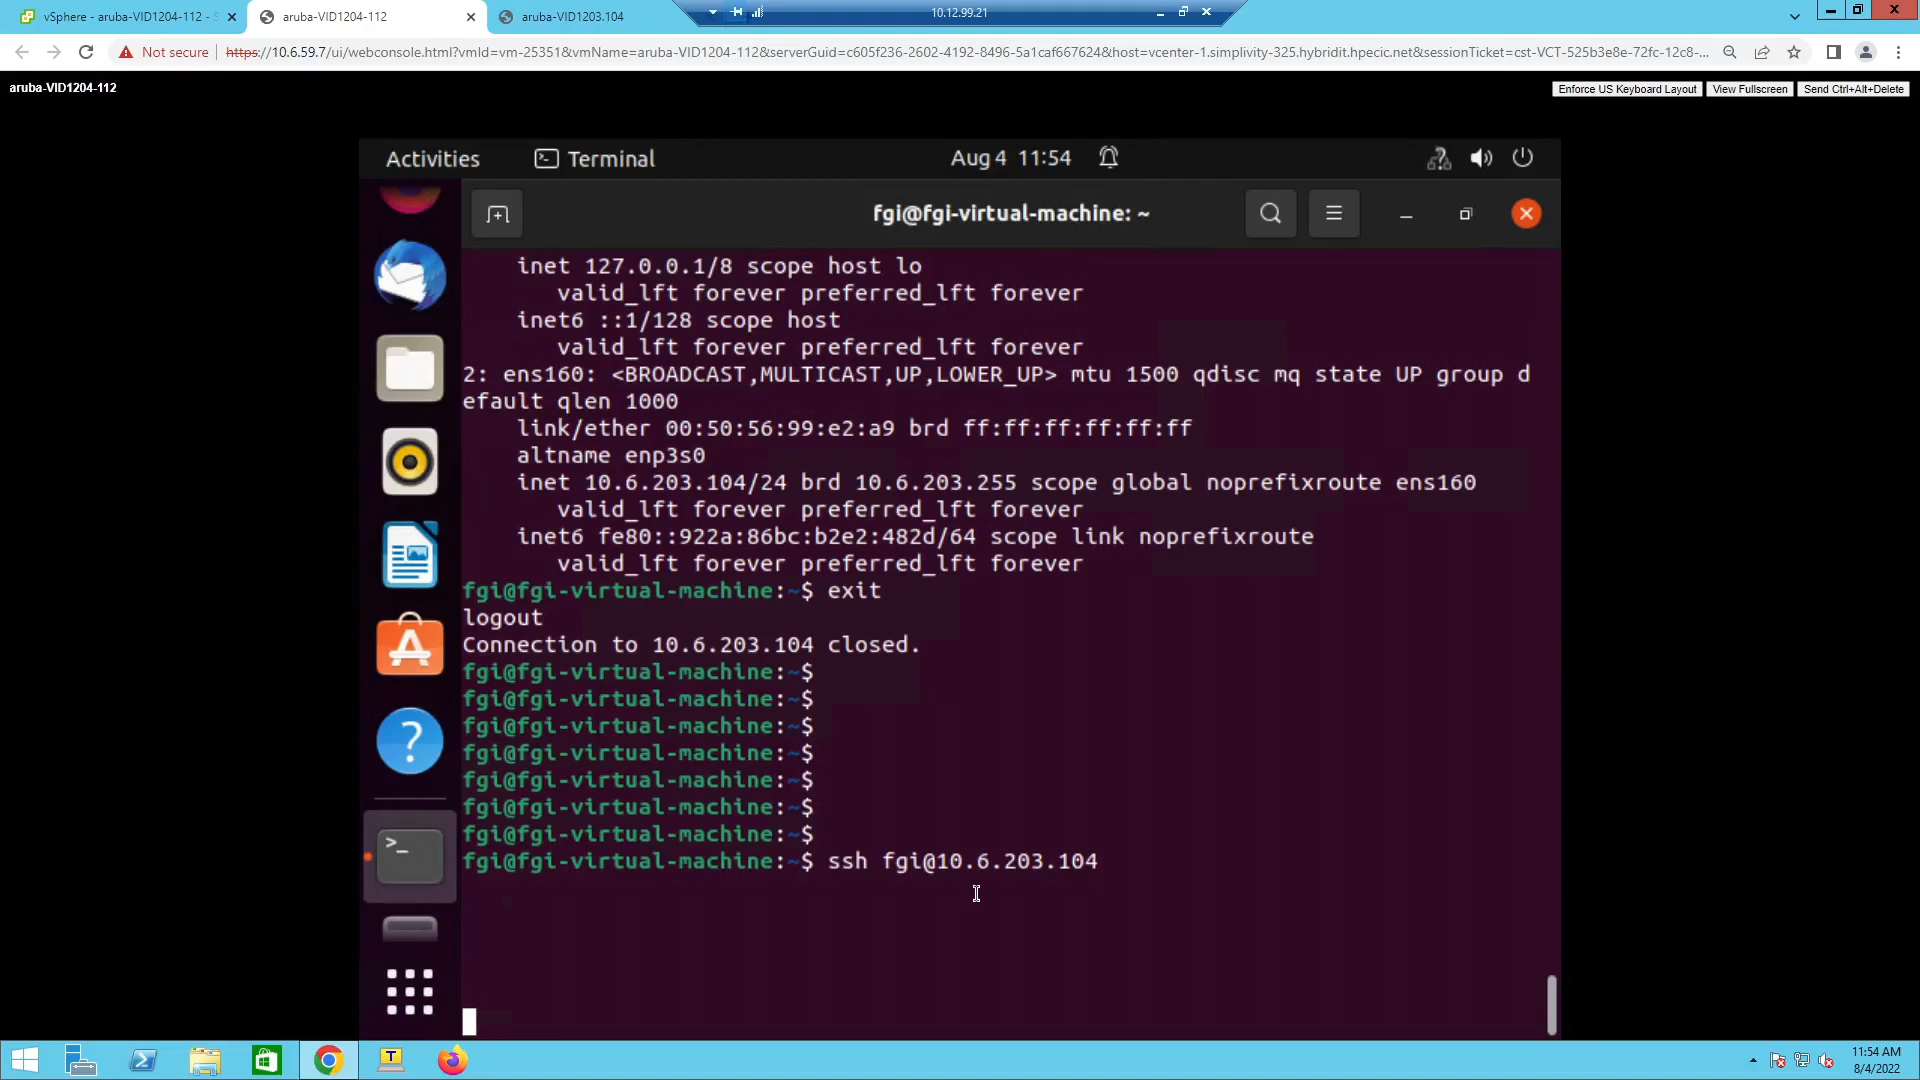 vSphere - aruba-VID1204-112 - S
aruba-VID1204-112
aruba-VID1203.104
10.12.99.21
Not secure
https://10.6.59.7/ui/webconsole.html?vmId=vm-25351&vmName=aruba-VID1204-112&serverGuid=c605f236-2602-4192-8496-5a1caf667624&host=vcenter-1.simplivity-325.hybridit.hpecic.net&sessionTicket=cst-VCT-525b3e8e-72fc-12c8-...
aruba-VID1204-112
Enforce US Keyboard Layout
View Fullscreen
Send Ctrl+Alt+Delete
Activities
Terminal
Aug 4 11:54
fgi@fgi-virtual-machine: ~
inet 127.0.0.1/8 scope host lo
valid_lft forever preferred_lft forever
inet6 ::1/128 scope host
valid_lft forever preferred_lft forever
2: ens160: <BROADCAST,MULTICAST,UP,LOWER_UP> mtu 1500 qdisc mq state UP group d
efault qlen 1000
link/ether 00:50:56:99:e2:a9 brd ff:ff:ff:ff:ff:ff
altname enp3s0
inet 10.6.203.104/24 brd 10.6.203.255 scope global noprefixroute ens160
valid_lft forever preferred_lft forever
inet6 fe80::922a:86bc:b2e2:482d/64 scope link noprefixroute
valid_lft forever preferred_lft forever
fgi@fgi-virtual-machine:~$ exit
logout
Connection to 10.6.203.104 closed.
fgi@fgi-virtual-machine:~$
fgi@fgi-virtual-machine:~$
fgi@fgi-virtual-machine:~$
fgi@fgi-virtual-machine:~$
fgi@fgi-virtual-machine:~$
fgi@fgi-virtual-machine:~$
fgi@fgi-virtual-machine:~$
fgi@fgi-virtual-machine:~$ ssh fgi@10.6.203.104
11:54 AM
8/4/2022